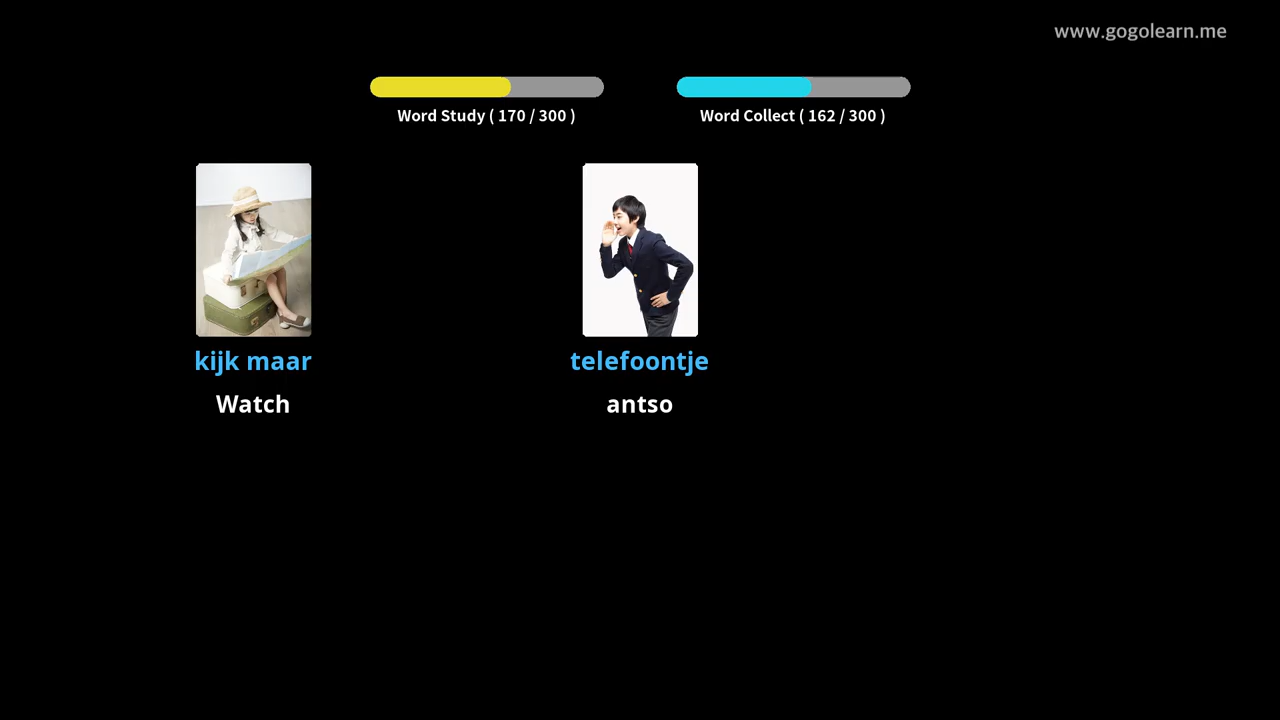 www.gogolearn.me
Word Study ( 170 / 300 )
Word Collect ( 162 / 300 )
kijk maar
telefoontje
Watch
antso